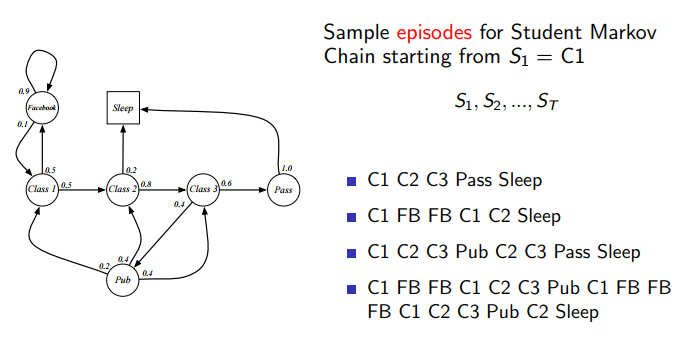 Sample episodes for Student Markov
Chain starting from S1 = C1
S1, S2, ..., ST
C1 C2 C3 Pass Sleep
C1 FB FB C1 C2 Sleep
C1 C2 C3 Pub C2 C3 Pass Sleep
C1 FB FB C1 C2 C3 Pub C1 FB FB
FB C1 C2 C3 Pub C2 Sleep
0.9
Facebook
Sleep
0.1
0.5
0.2
1.0
Class 1
0.5
Class 2
0.8
Class 3
0.6
Pass
0.4
0.2
0.4
0.4
Pub